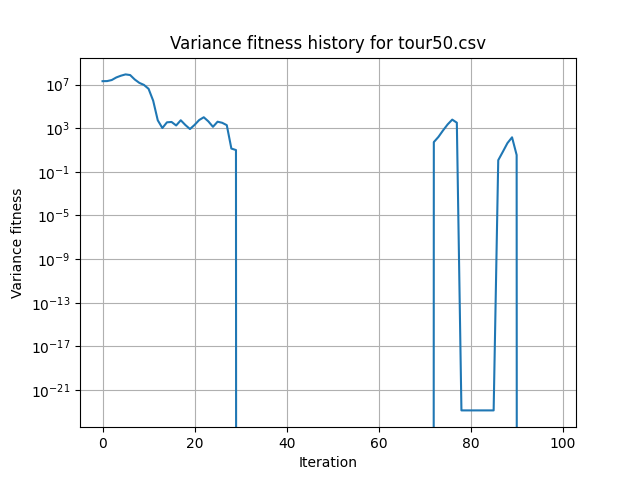 Variance fitness history for tour50.csv
Variance fitness
10^7
10^3
10^−1
10^−5
10^−9
10^−13
10^−17
10^−21
0 20 40 60 80 100
Iteration